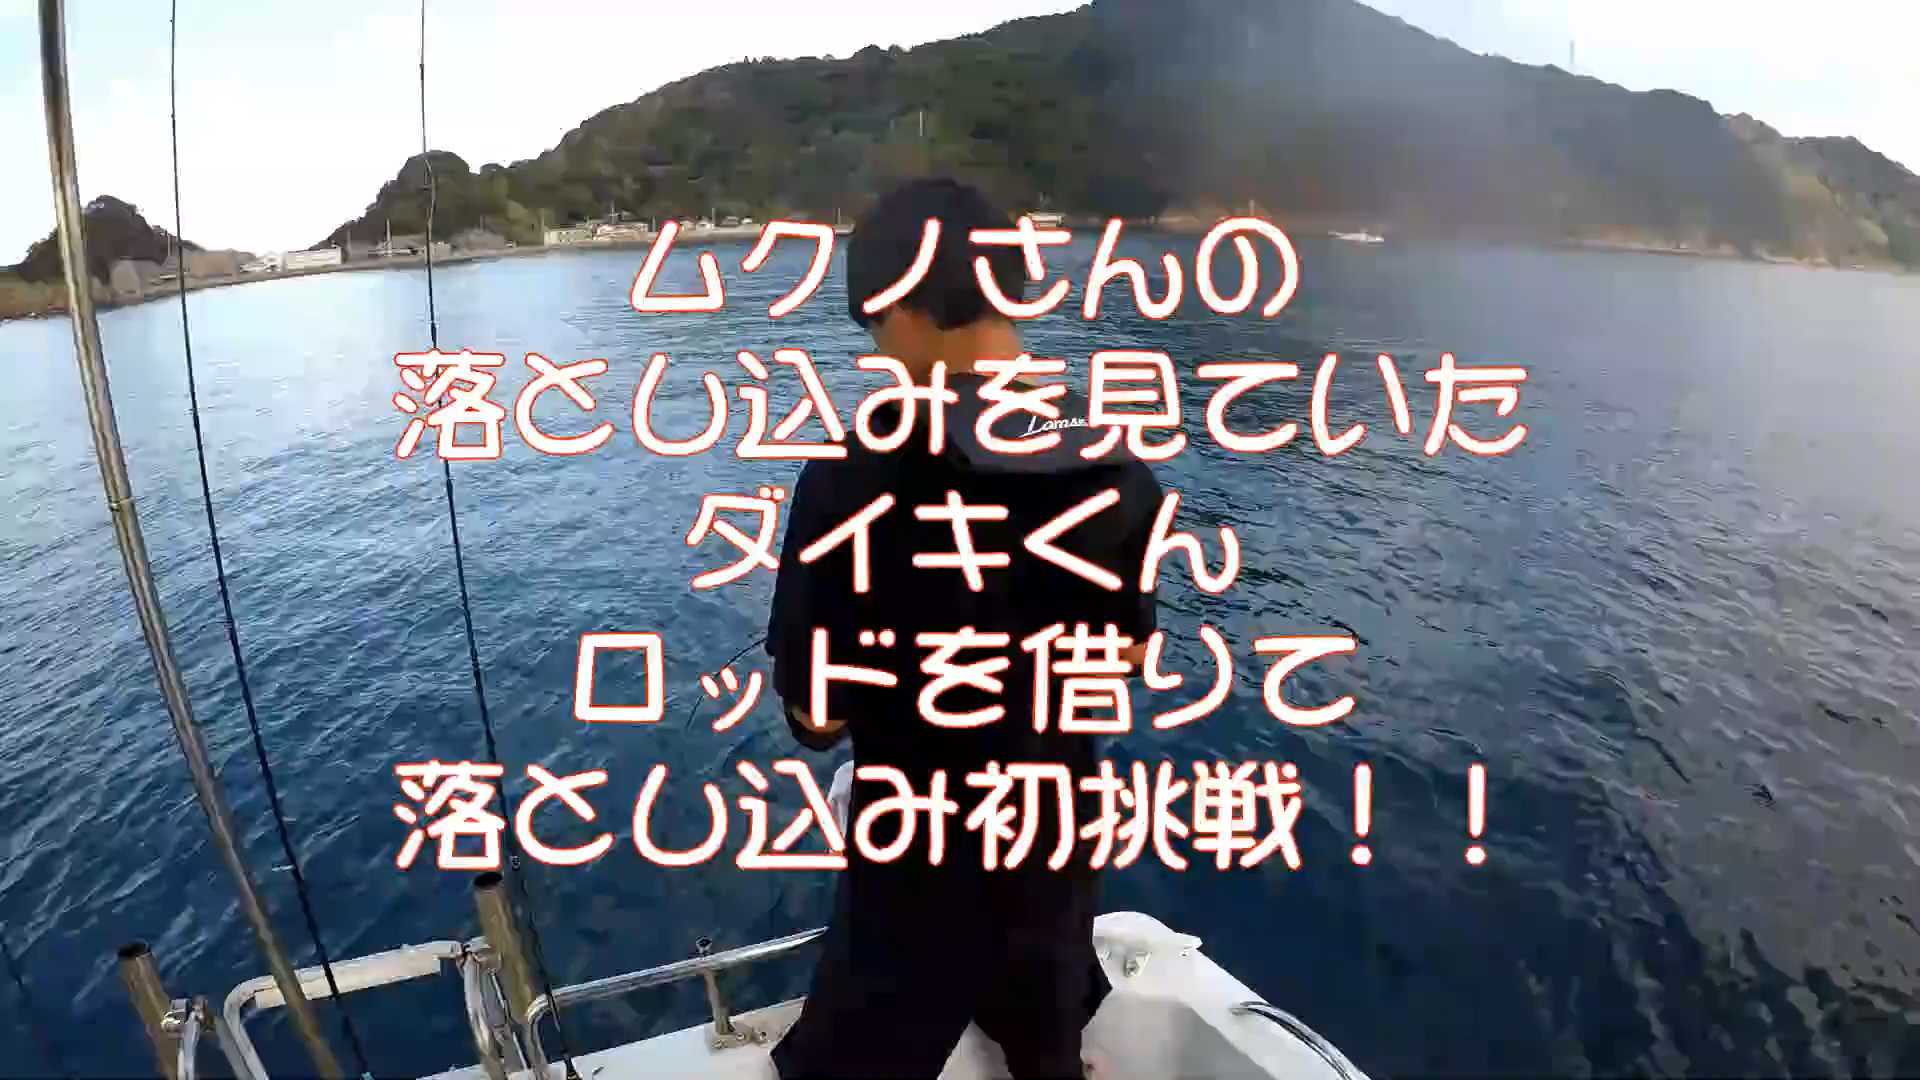 ムクノさんの
落とし込みを見ていた
ダイキくん
ロッドを借りて
落とし込み初挑戦！！